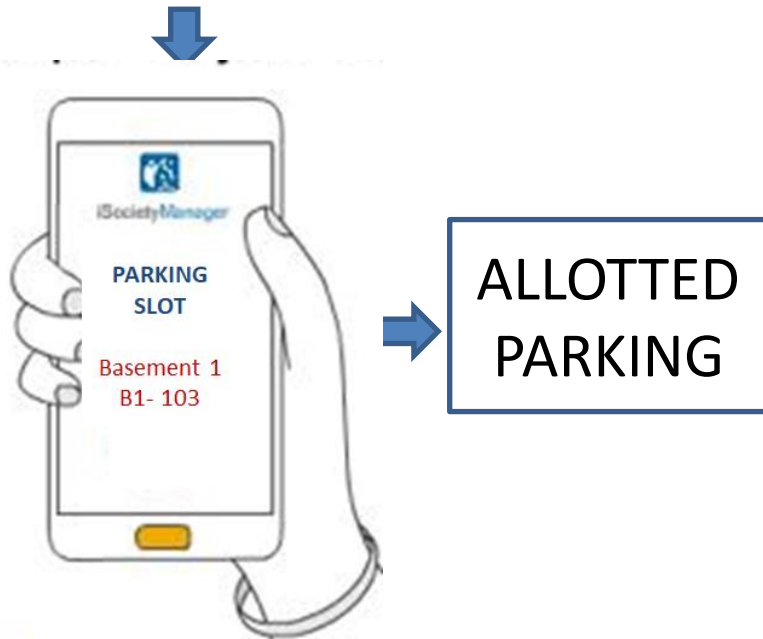 iSocietyManager
PARKING
SLOT
Basement 1
B1- 103
ALLOTTED
PARKING